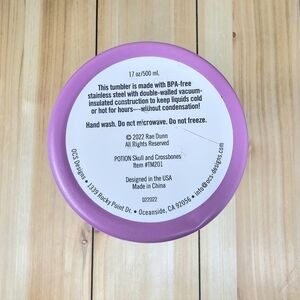 17 oz/500 mL
This tumbler is made with BPA-free
stainless steel with double-walled vacuum-
insulated construction to keep liquids cold
or hot for hours—without condensation!
Hand wash. Do not microwave. Do not freeze.
© 2022 Rae Dunn
All Rights Reserved
POTION Skull and Crossbones
Item #TM201
Designed in the USA
Made in China
D22022
OCS Designs • 1339 Rocky Point Dr. • Oceanside, CA 92056 • info@ocs-designs.com